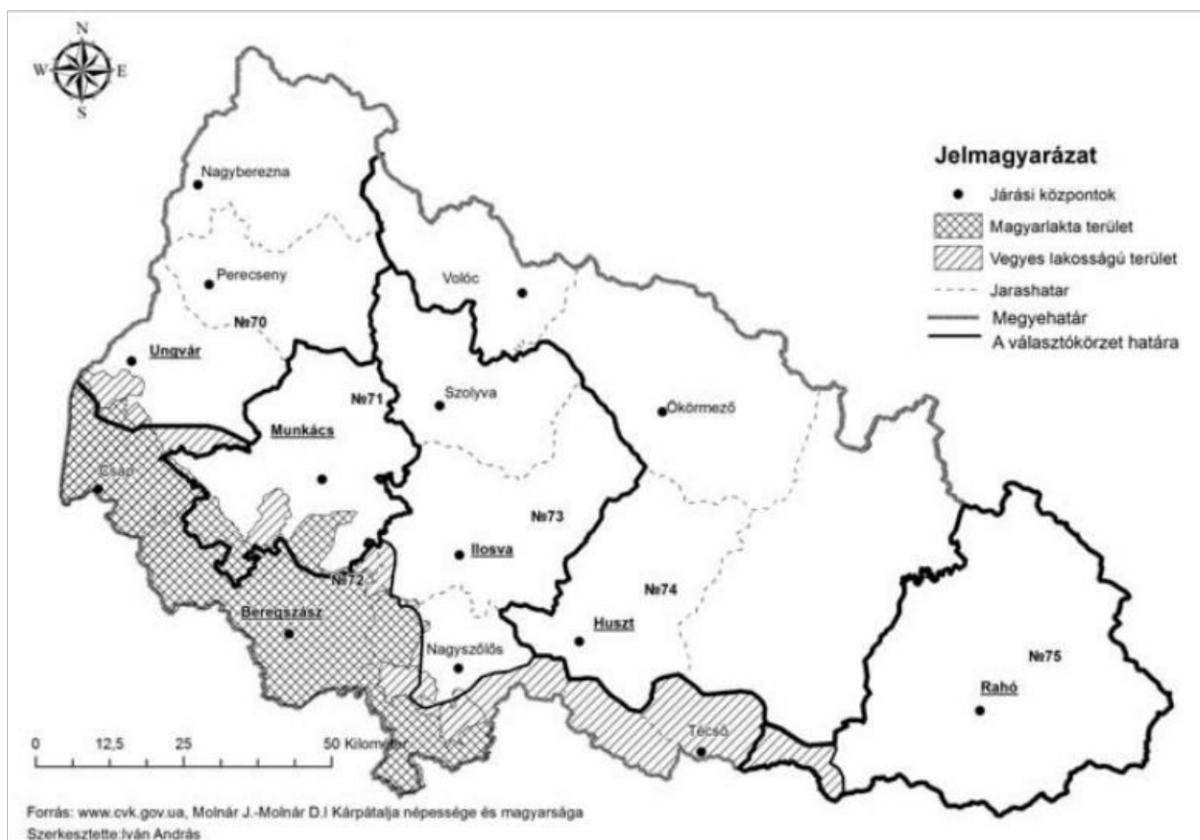 N
W E
S
Nagyberezna
Perecseny
Volóc
№70
Ungvár
Szolyva
№71
Ökörmező
Munkács
Csap
№73
Ilosva
№72
№74
Beregszász
Huszt
Nagyszőlős
№75
Rahó
Técső
Jelmagyarázat
Járási központok
Magyarlakta terület
Vegyes lakosságú terület
Jarashatar
Megyehatár
A választókörzet határa
0 12,5 25 50 Kilométer
Forrás: www.cvk.gov.ua, Molnár J.-Molnár D.I Kárpátalja népessége és magyarsága
Szerkesztette:Iván András